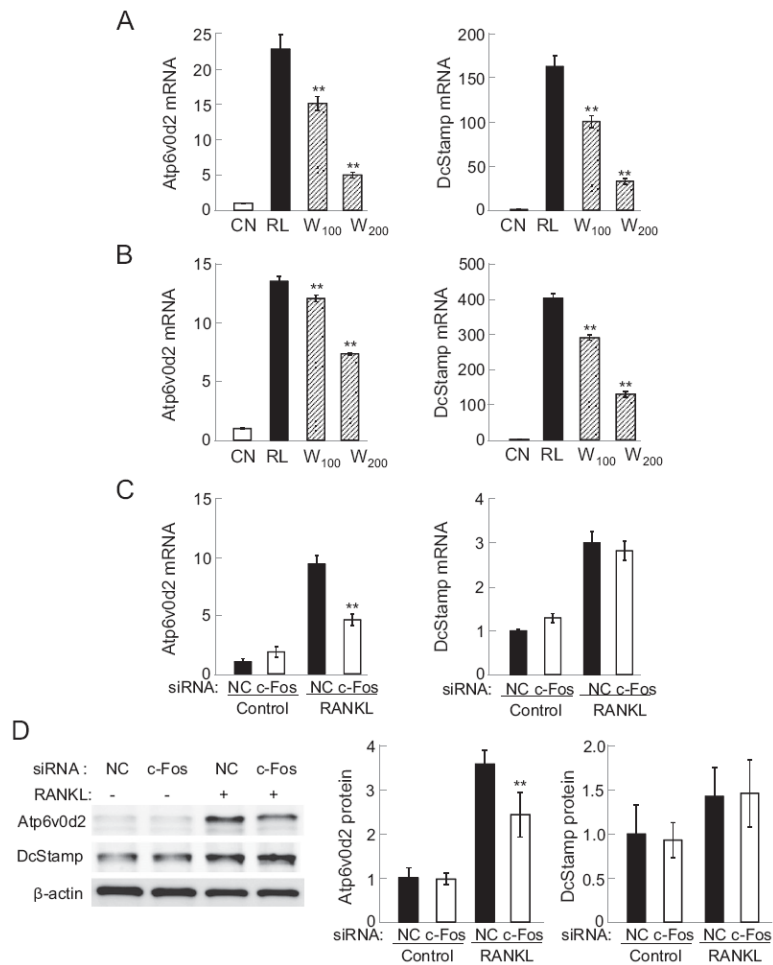 A
Atp6v0d2 mRNA
25
20
15
10
5
0
**
**
CN RL W100 W200
DcStamp mRNA
200
150
100
50
0
**
**
CN RL W100 W200
B
Atp6v0d2 mRNA
15
10
5
0
**
**
CN RL W100 W200
DcStamp mRNA
500
400
300
200
100
0
**
**
CN RL W100 W200
C
Atp6v0d2 mRNA
15
10
5
0
**
siRNA: NC c-Fos NC c-Fos
Control RANKL
DcStamp mRNA
4
3
2
1
0
siRNA: NC c-Fos NC c-Fos
Control RANKL
D
siRNA : NC c-Fos NC c-Fos
RANKL: - - + +
Atp6v0d2
DcStamp
β-actin
Atp6v0d2 protein
4
3
2
1
0
**
siRNA: NC c-Fos NC c-Fos
Control RANKL
DcStamp protein
2.0
1.5
1.0
0.5
0
siRNA: NC c-Fos NC c-Fos
Control RANKL